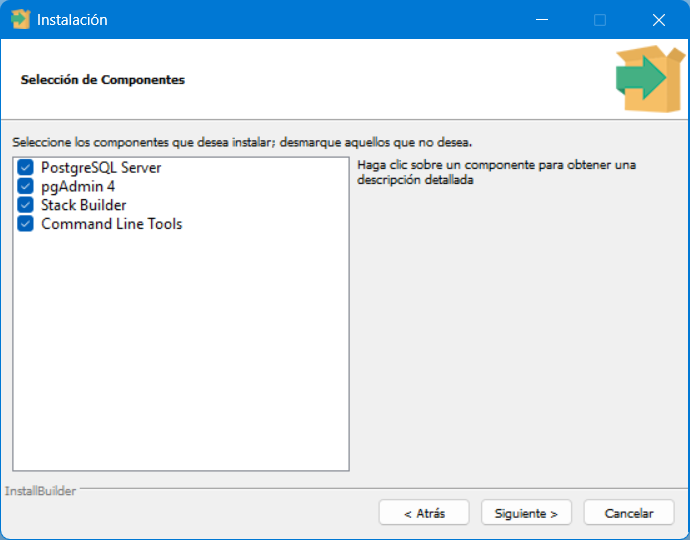 Instalación
Selección de Componentes
Seleccione los componentes que desea instalar; desmarque aquellos que no desea.
PostgreSQL Server
pgAdmin 4
Stack Builder
Command Line Tools
Haga clic sobre un componente para obtener una
descripción detallada
InstallBuilder
< Atrás
Siguiente >
Cancelar